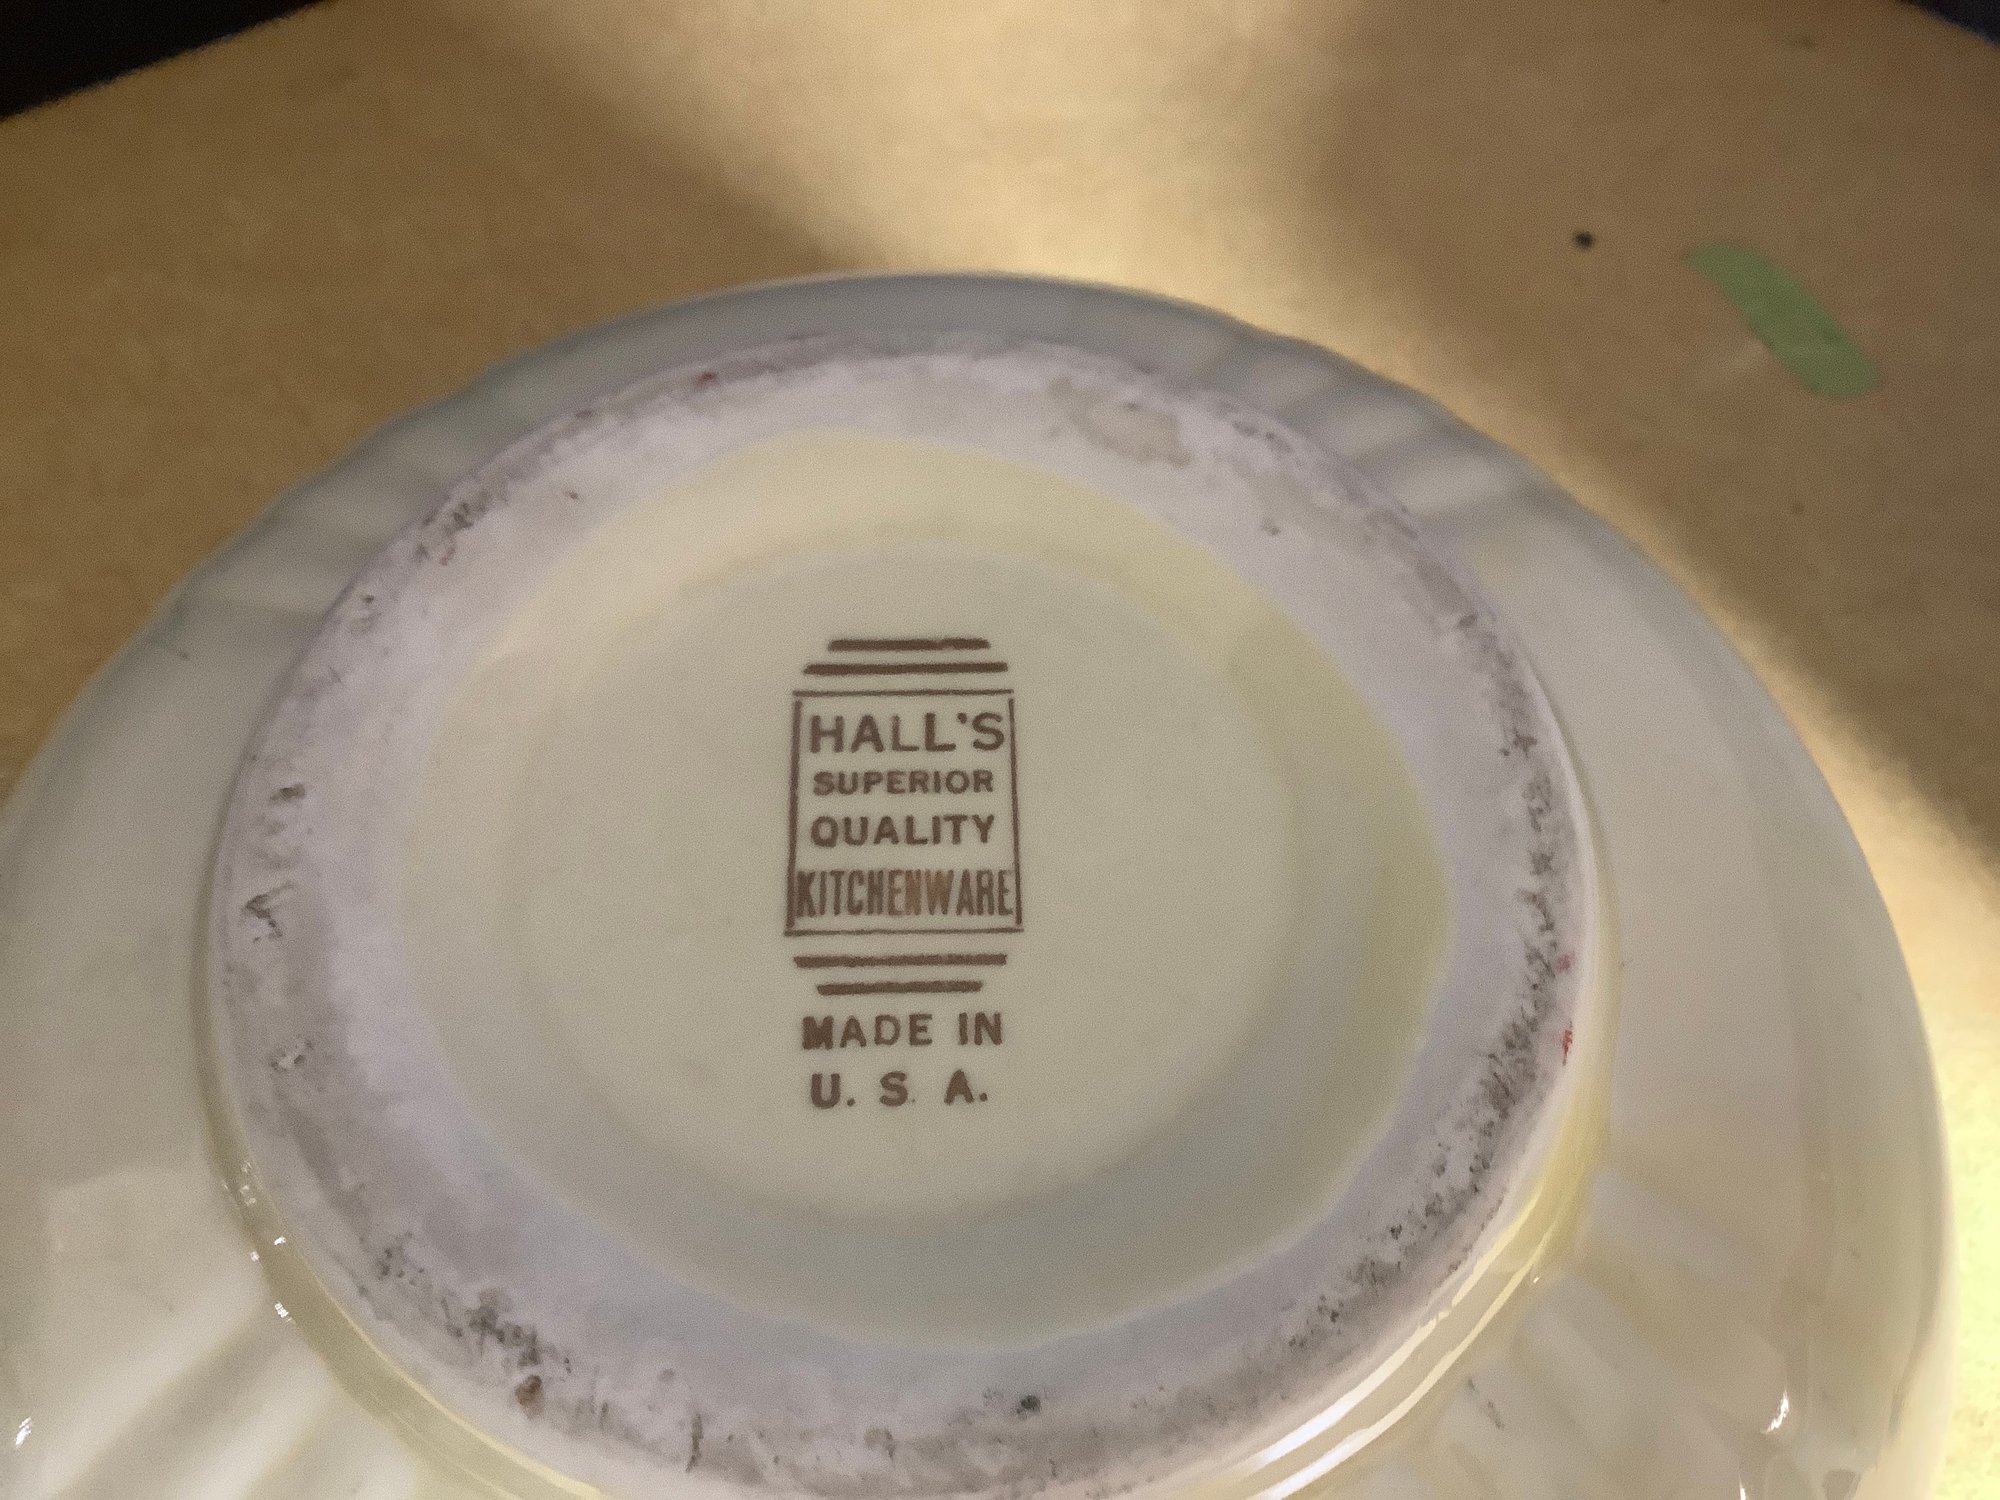 HALL'S
SUPERIOR
QUALITY
KITCHENWARE
MADE IN
U. S. A.